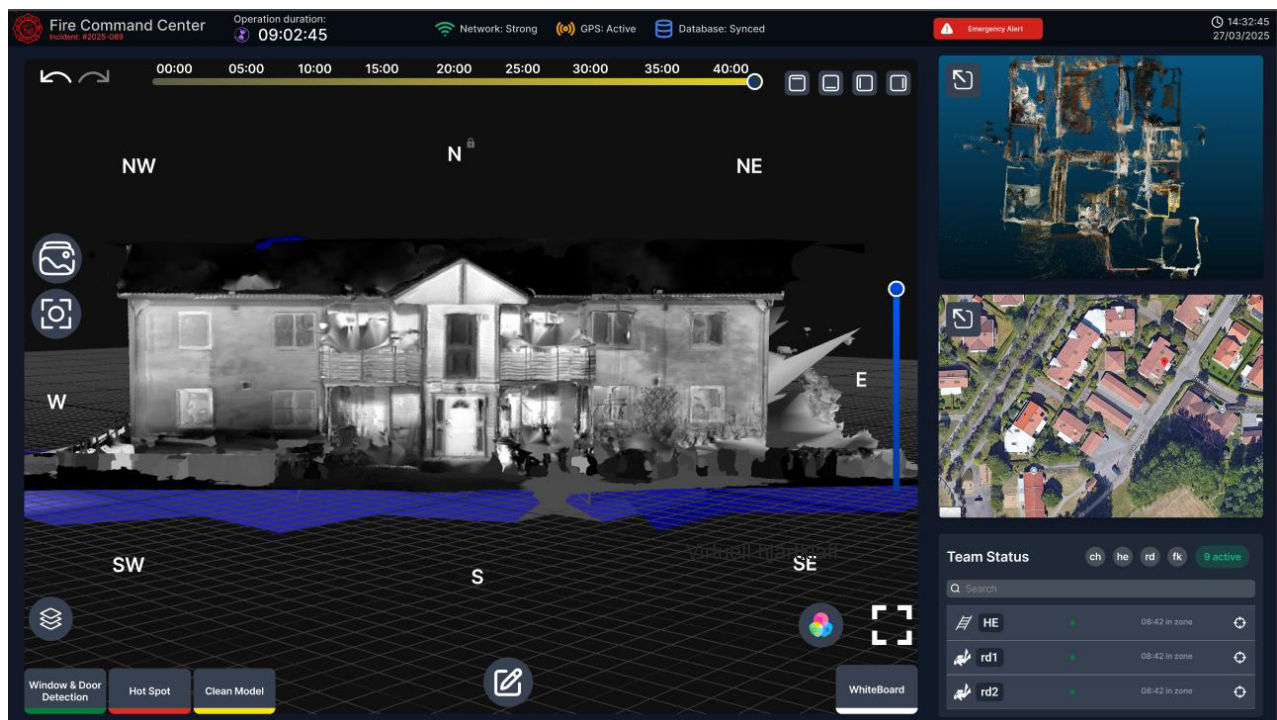 Fire Command Center
Incident: #2025-089
Operation duration:
09:02:45
Network: Strong
GPS: Active
Database: Synced
Emergency Alert
14:32:45
27/03/2025
00:00 05:00 10:00 15:00 20:00 25:00 30:00 35:00 40:00
N
NW
NE
W
E
SW
S
SE
Window & Door
Detection
Hot Spot
Clean Model
WhiteBoard
Team Status
ch
he
rd
fk
9 active
Search
HE
08:42 in zone
rd1
08:42 in zone
rd2
08:42 in zone